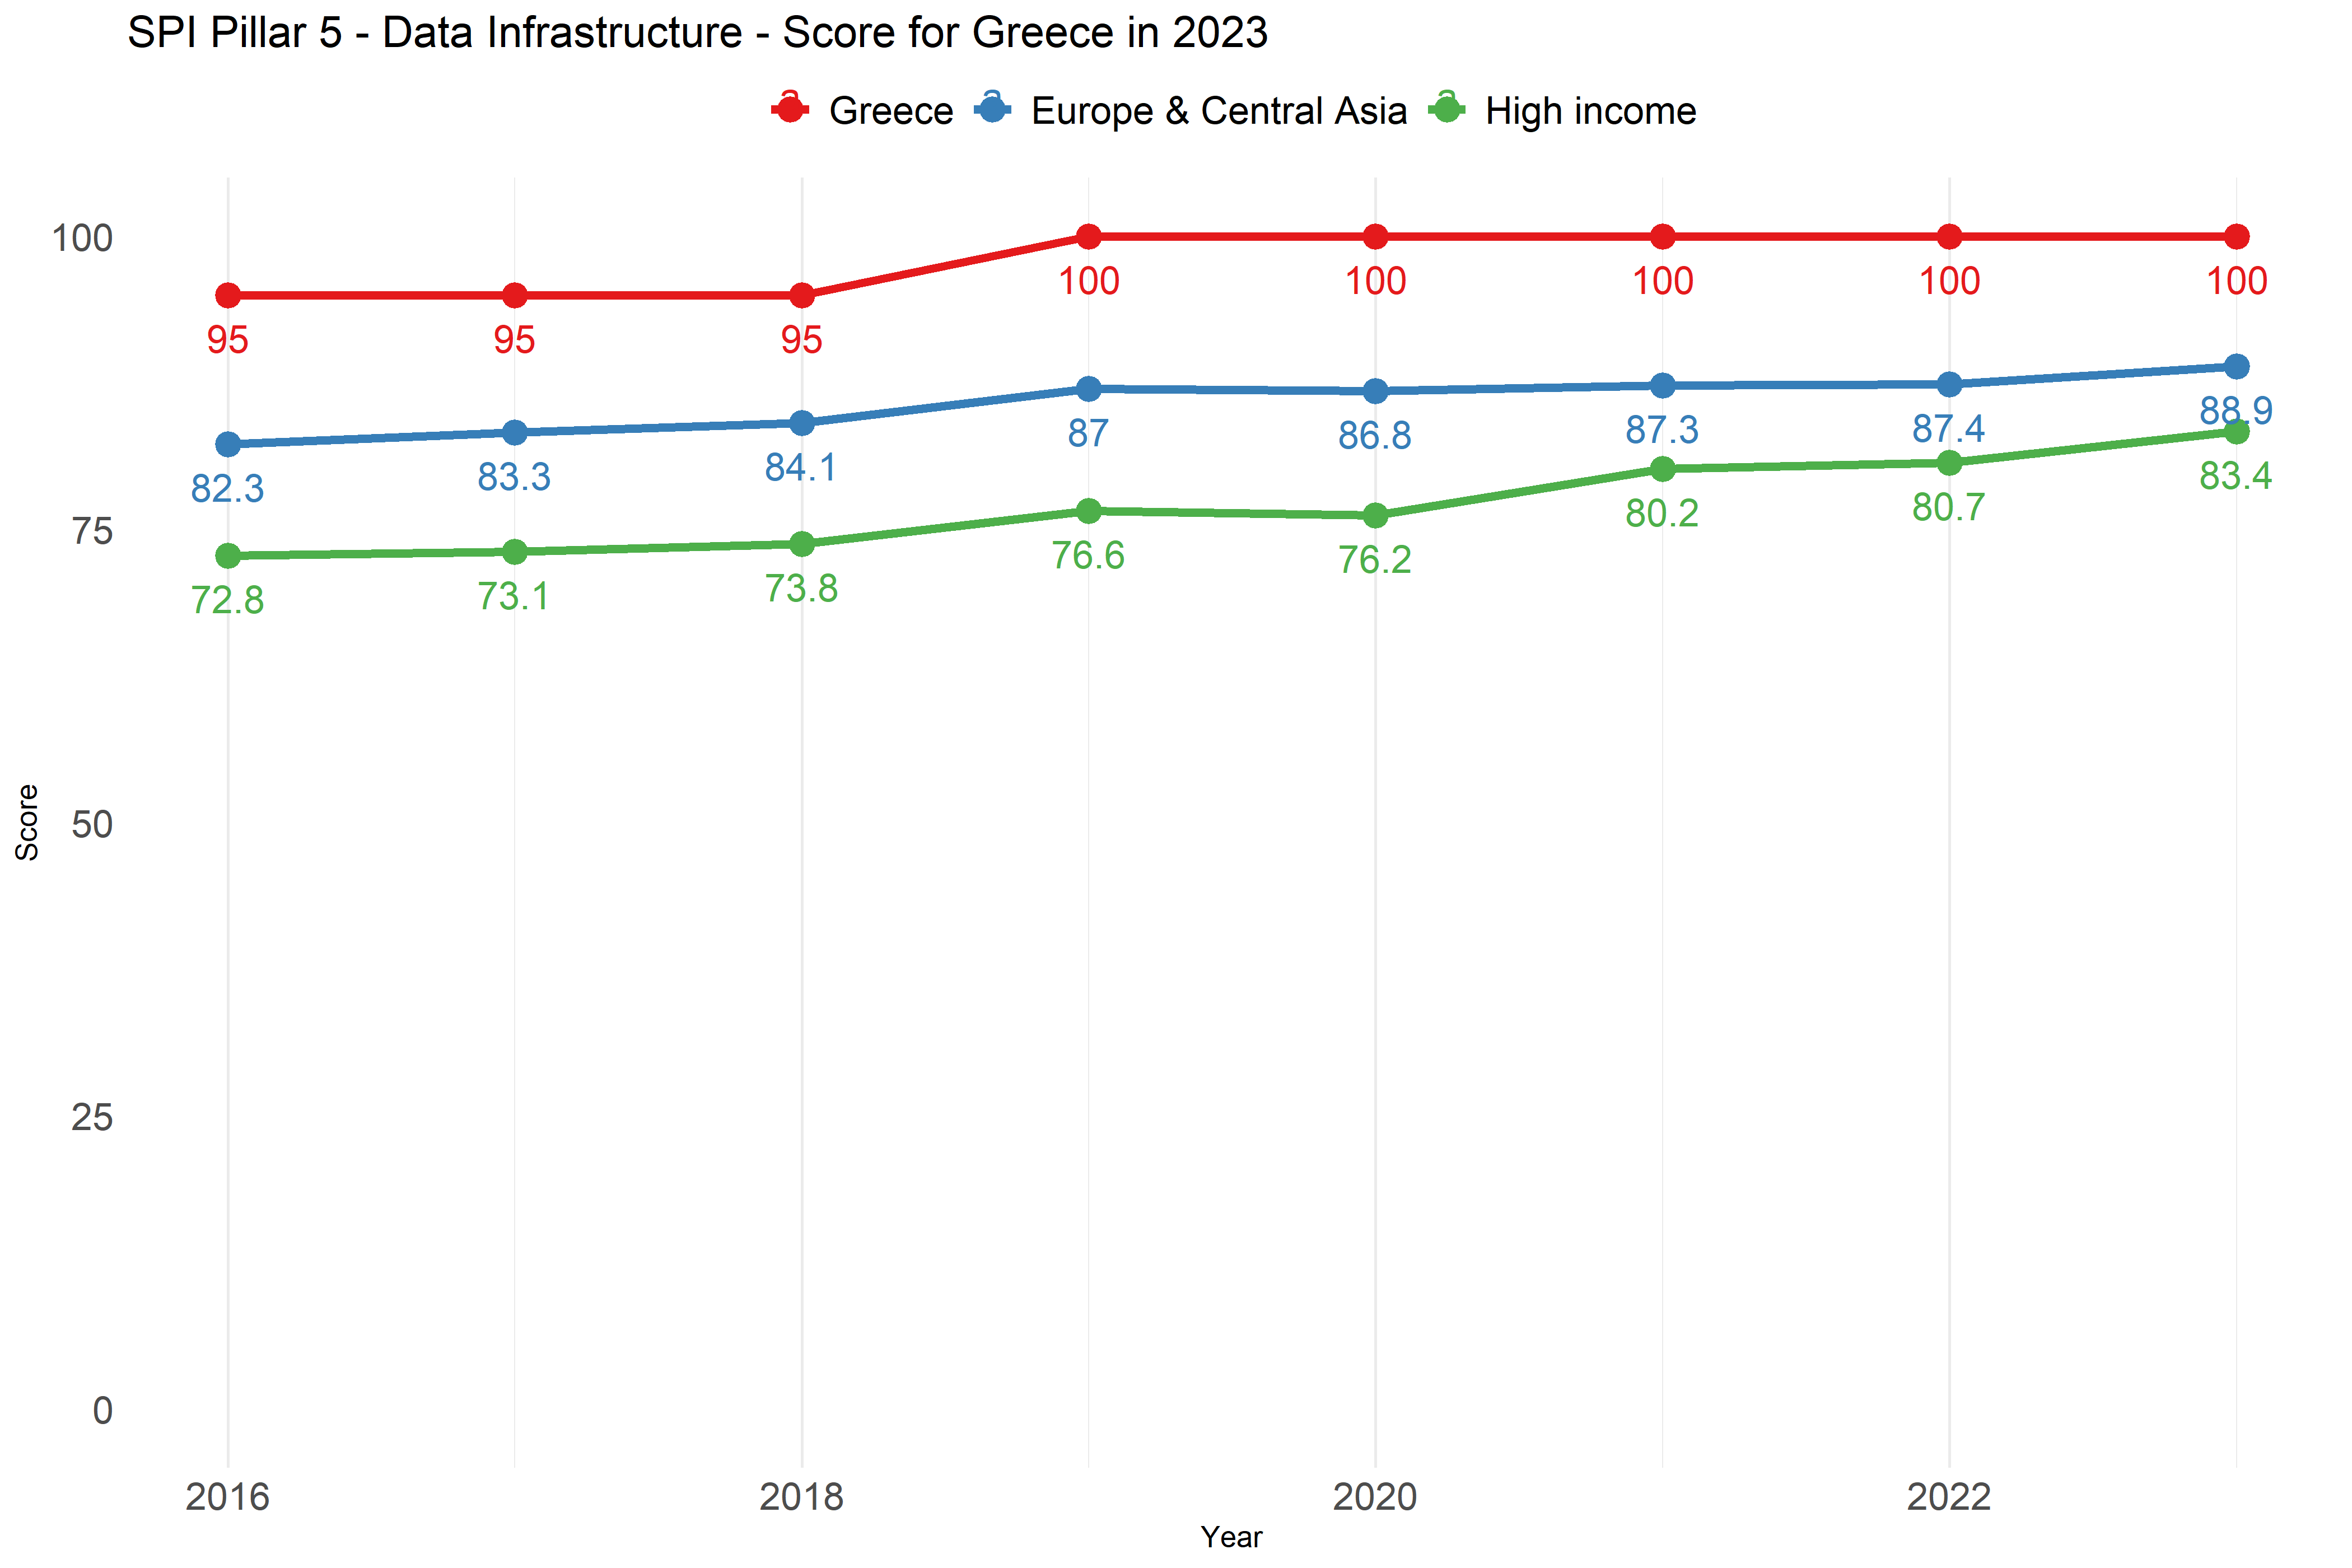 SPI Pillar 5 - Data Infrastructure - Score for Greece in 2023
a Greece a Europe & Central Asia a High income
100
100 100 100 100 100
95 95 95
88.9
87 86.8 87.3 87.4
82.3 83.3 84.1
83.4
80.2 80.7
75
76.6 76.2
72.8 73.1 73.8
Score
50
25
0
2016 2018 2020 2022
Year